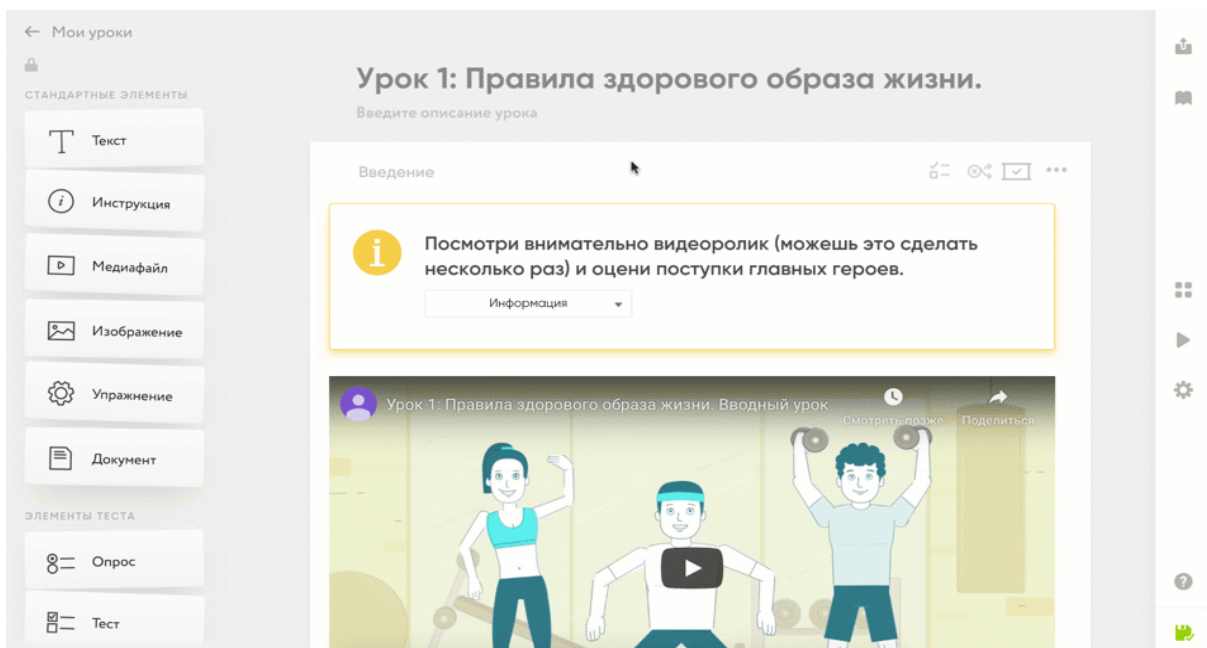 ← Мои уроки
СТАНДАРТНЫЕ ЭЛЕМЕНТЫ
Текст
Инструкция
Медиафайл
Изображение
Упражнение
Документ
ЭЛЕМЕНТЫ ТЕСТА
Опрос
Тест
Урок 1: Правила здорового образа жизни.
Введите описание урока
Введение
Посмотри внимательно видеоролик (можешь это сделать
несколько раз) и оцени поступки главных героев.
Информация
Урок 1: Правила здорового образа жизни. Вводный урок
Смотреть позже
Поделиться